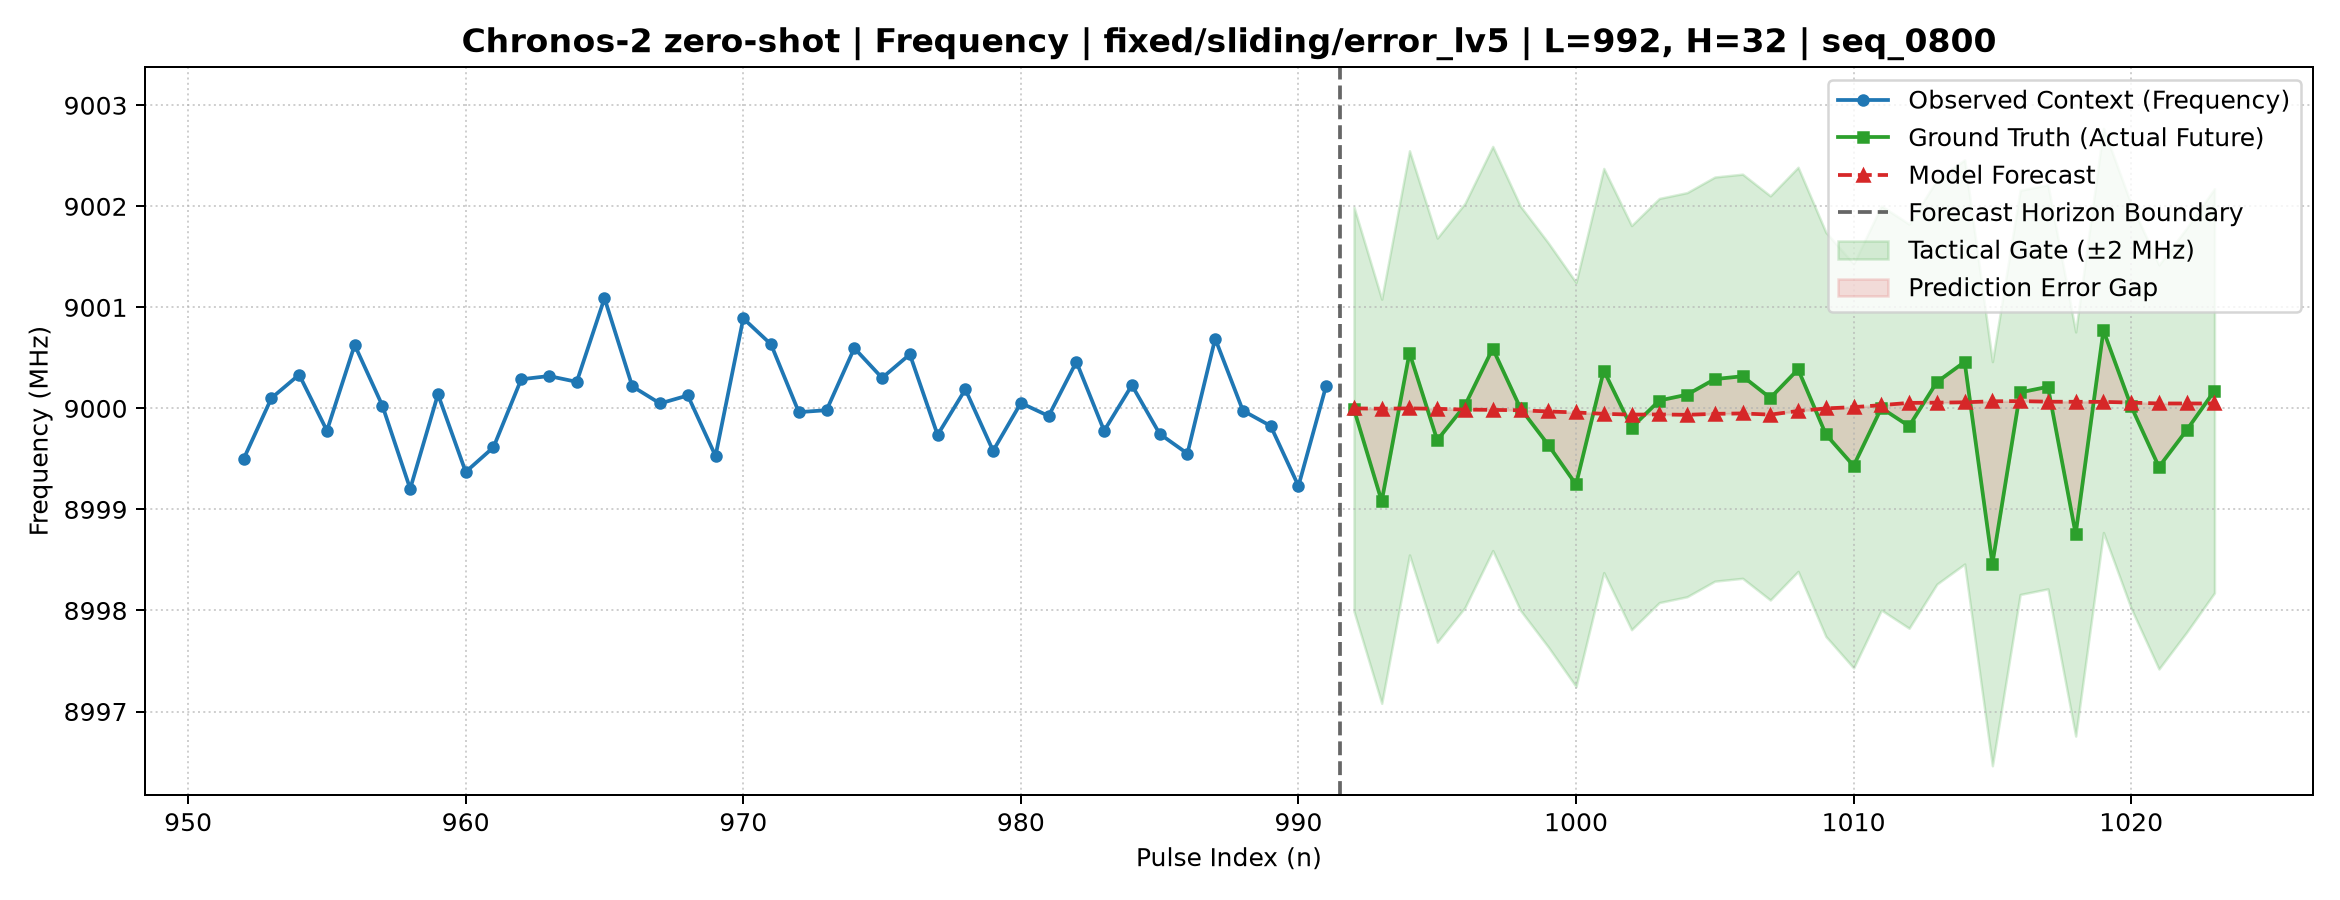 Chronos-2 zero-shot | Frequency | fixed/sliding/error_lv5 | L=992, H=32 | seq_0800
Observed Context (Frequency)
Ground Truth (Actual Future)
Model Forecast
Forecast Horizon Boundary
Tactical Gate (±2 MHz)
Prediction Error Gap
Frequency (MHz)
9003
9002
9001
9000
8999
8998
8997
950 960 970 980 990 1000 1010 1020
Pulse Index (n)